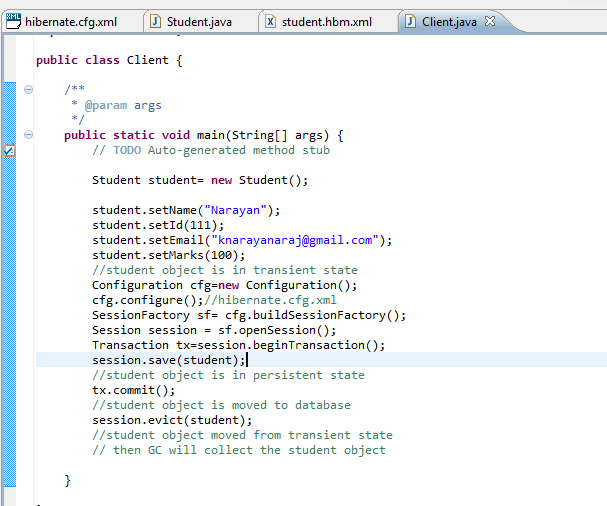 hibernate.cfg.xml Student.java student.hbm.xml Client.java
public class Client {
/**
* @param args
*/
public static void main(String[] args) {
// TODO Auto-generated method stub
Student student= new Student();
student.setName("Narayan");
student.setId(111);
student.setEmail("knarayanaraj@gmail.com");
student.setMarks(100);
//student object is in transient state
Configuration cfg=new Configuration();
cfg.configure();//hibernate.cfg.xml
SessionFactory sf= cfg.buildSessionFactory();
Session session = sf.openSession();
Transaction tx=session.beginTransaction();
session.save(student);
//student object is in persistent state
tx.commit();
//student object is moved to database
session.evict(student);
//student object moved from transient state
// then GC will collect the student object
}